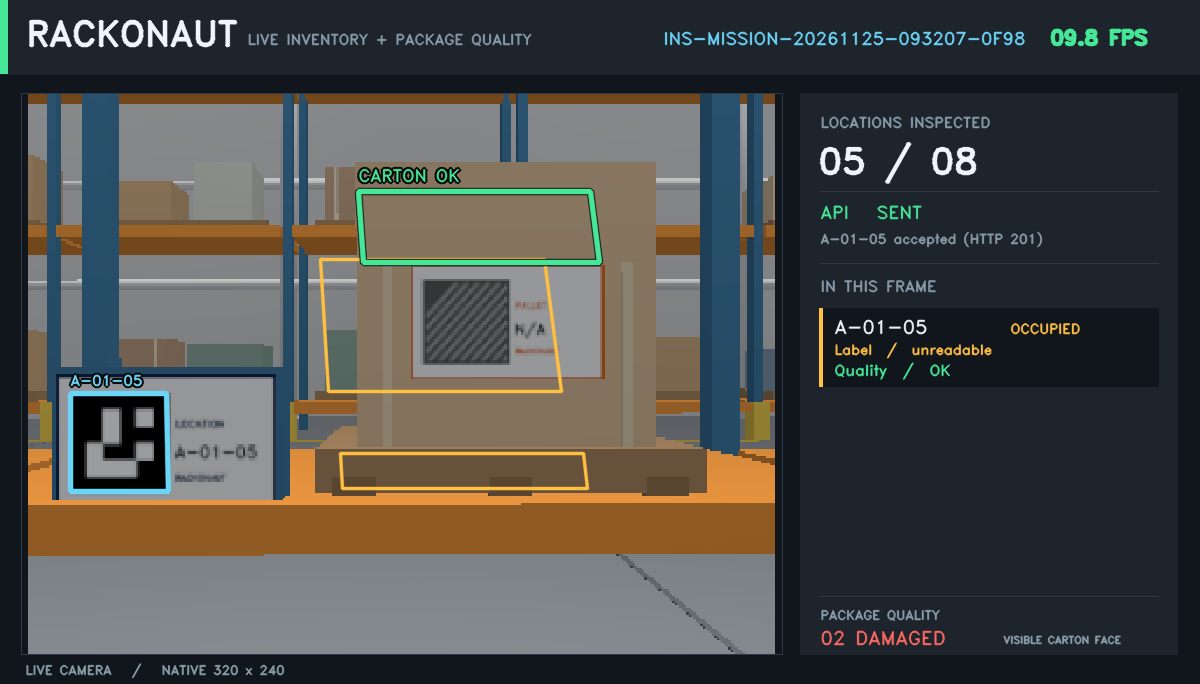 RACKONAUT LIVE INVENTORY + PACKAGE QUALITY
INS-MISSION-20261125-093207-0F98 09.8 FPS
CARTON OK
PALLET
N/A
A-01-05
LOCATION
A-01-05
RACKONAUT
LOCATIONS INSPECTED
05 / 08
API SENT
A-01-05 accepted (HTTP 201)
IN THIS FRAME
A-01-05 OCCUPIED
Label / unreadable
Quality / OK
PACKAGE QUALITY
02 DAMAGED VISIBLE CARTON FACE
LIVE CAMERA / NATIVE 320 x 240